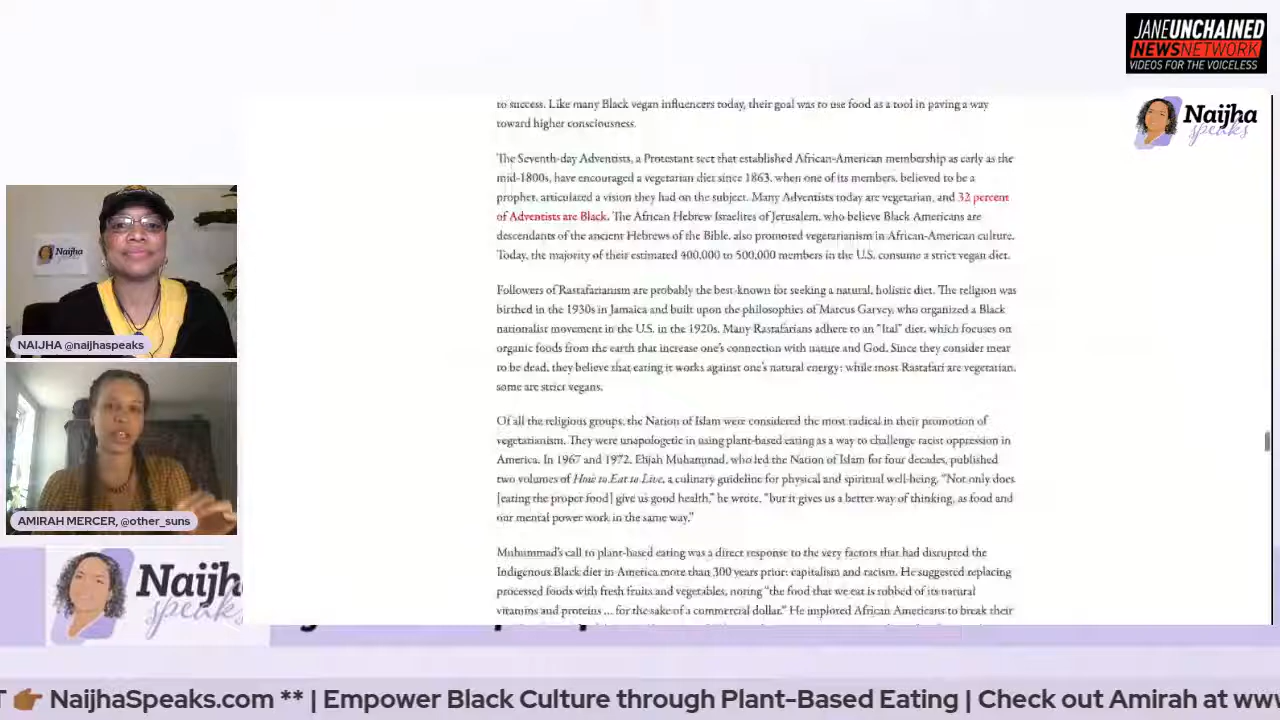 JANEUNCHAINED
NEWSNETWORK
VIDEOS FOR THE VOICELESS
Naijha
speaks
to success. Like many Black vegan influencers today, their goal was to use food as a tool in paving a way
toward higher consciousness.
The Seventh-day Adventists, a Protestant sect that established African-American membership as early as the
mid-1800s, have encouraged a vegetarian diet since 1863, when one of its members, believed to be a
prophet, articulated a vision they had on the subject. Many Adventists today are vegetarian, and 32 percent
of Adventists are Black. The African Hebrew Israelites of Jerusalem, who believe Black Americans are
descendants of the ancient Hebrews of the Bible, also promoted vegetarianism in African-American culture.
Today, the majority of their estimated 400,000 to 500,000 members in the U.S. consume a strict vegan diet.
Followers of Rastafarianism are probably the best-known for seeking a natural, holistic diet. The religion was
birthed in the 1930s in Jamaica and built upon the philosophies of Marcus Garvey, who organized a Black
nationalist movement in the U.S. in the 1920s. Many Rastafarians adhere to an "Ital" diet, which focuses on
organic foods from the earth that increase one's connection with nature and God. Since they consider meat
to be dead, they believe that eating it works against one's natural energy; while most Rastafari are vegetarian,
some are strict vegans.
Of all the religious groups, the Nation of Islam were considered the most radical in their promotion of
vegetarianism. They were unapologetic in using plant-based eating as a way to challenge racist oppression in
America. In 1967 and 1972, Elijah Muhammad, who led the Nation of Islam for four decades, published
two volumes of How to Eat to Live, a culinary guideline for physical and spiritual well-being. "Not only does
[eating the proper food] give us good health," he wrote, "but it gives us a better way of thinking, as food and
our mental power work in the same way."
Muhammad's call to plant-based eating was a direct response to the very factors that had disrupted the
Indigenous Black diet in America more than 300 years prior: capitalism and racism. He suggested replacing
processed foods with fresh fruits and vegetables, noting "the food that we eat is robbed of its natural
vitamins and proteins ... for the sake of a commercial dollar." He implored African Americans to break their
Naijha
NAIJHA @naijhaspeaks
AMIRAH MERCER, @other_suns
Naijh
speaks
T 👉🏾 NaijhaSpeaks.com ** | Empower Black Culture through Plant-Based Eating | Check out Amirah at www